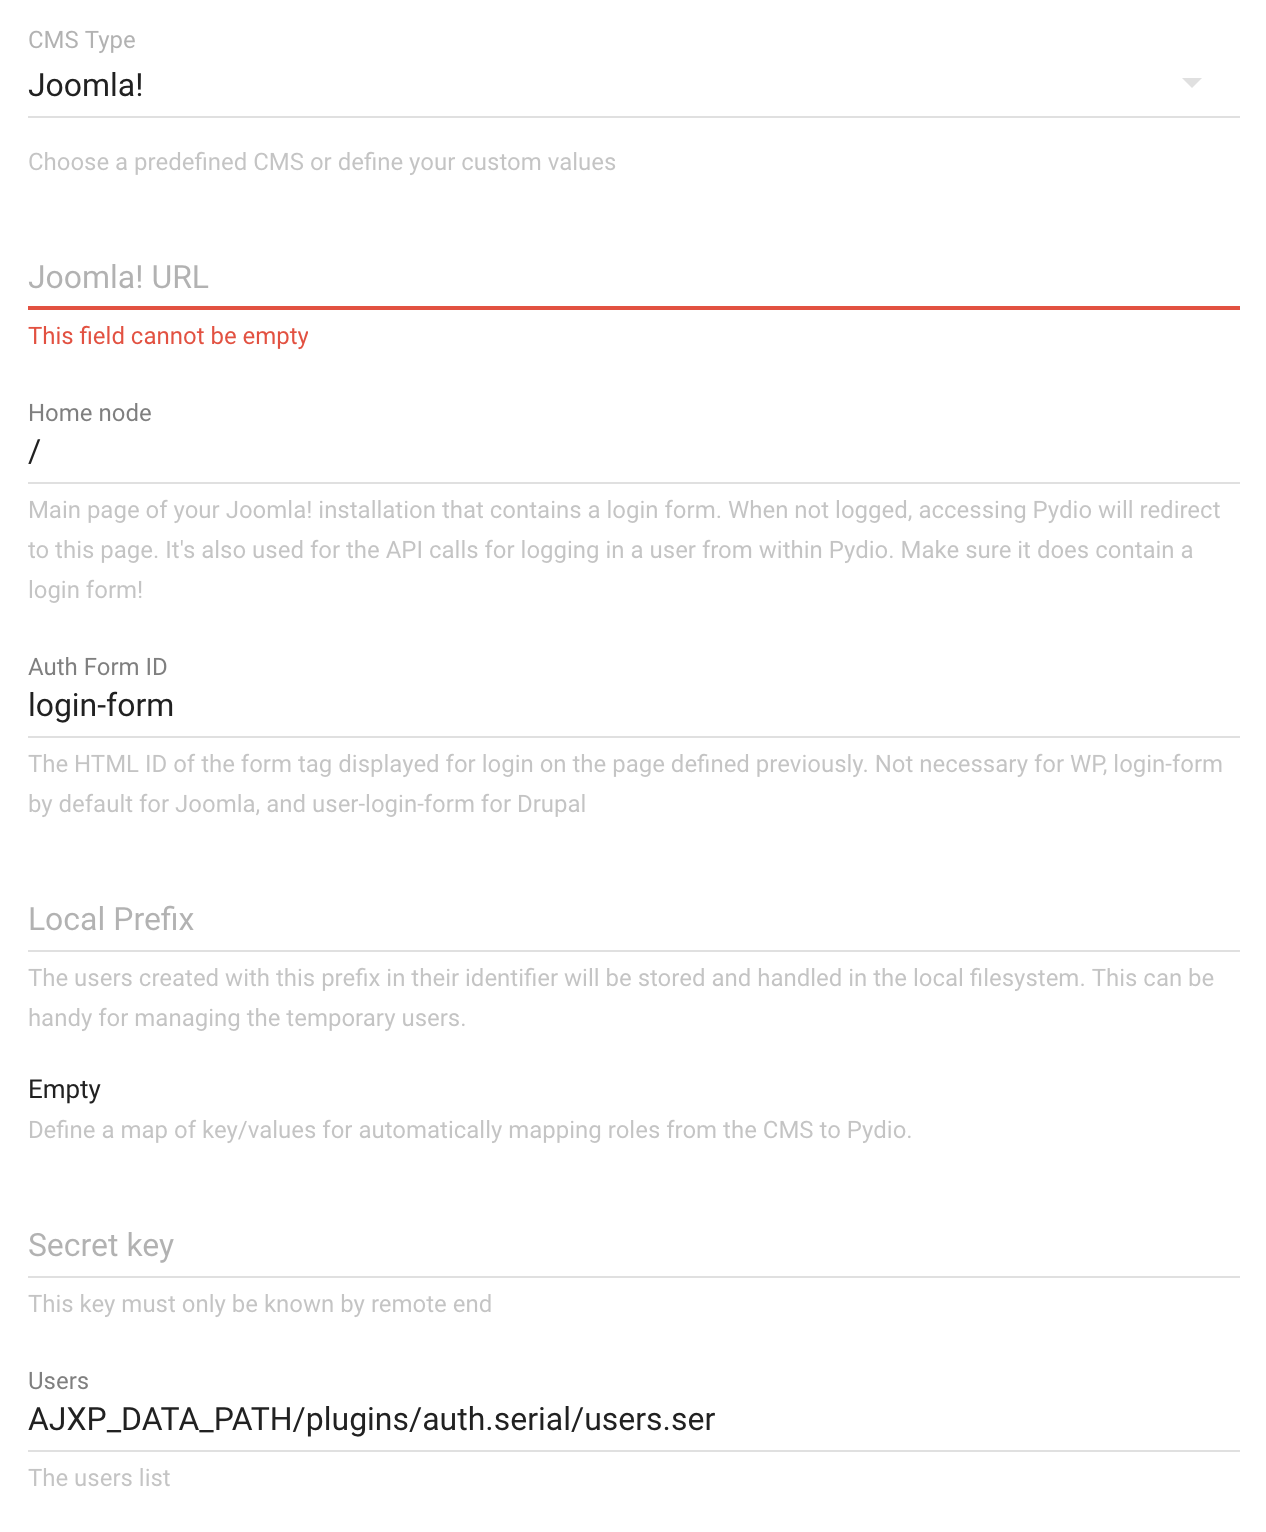 CMS Type
Joomla!
Choose a predefined CMS or define your custom values
Joomla! URL
This field cannot be empty
Home node
/
Main page of your Joomla! installation that contains a login form. When not logged, accessing Pydio will redirect
to this page. It's also used for the API calls for logging in a user from within Pydio. Make sure it does contain a
login form!
Auth Form ID
login-form
The HTML ID of the form tag displayed for login on the page defined previously. Not necessary for WP, login-form
by default for Joomla, and user-login-form for Drupal
Local Prefix
The users created with this prefix in their identifier will be stored and handled in the local filesystem. This can be
handy for managing the temporary users.
Empty
Define a map of key/values for automatically mapping roles from the CMS to Pydio.
Secret key
This key must only be known by remote end
Users
AJXP_DATA_PATH/plugins/auth.serial/users.ser
The users list